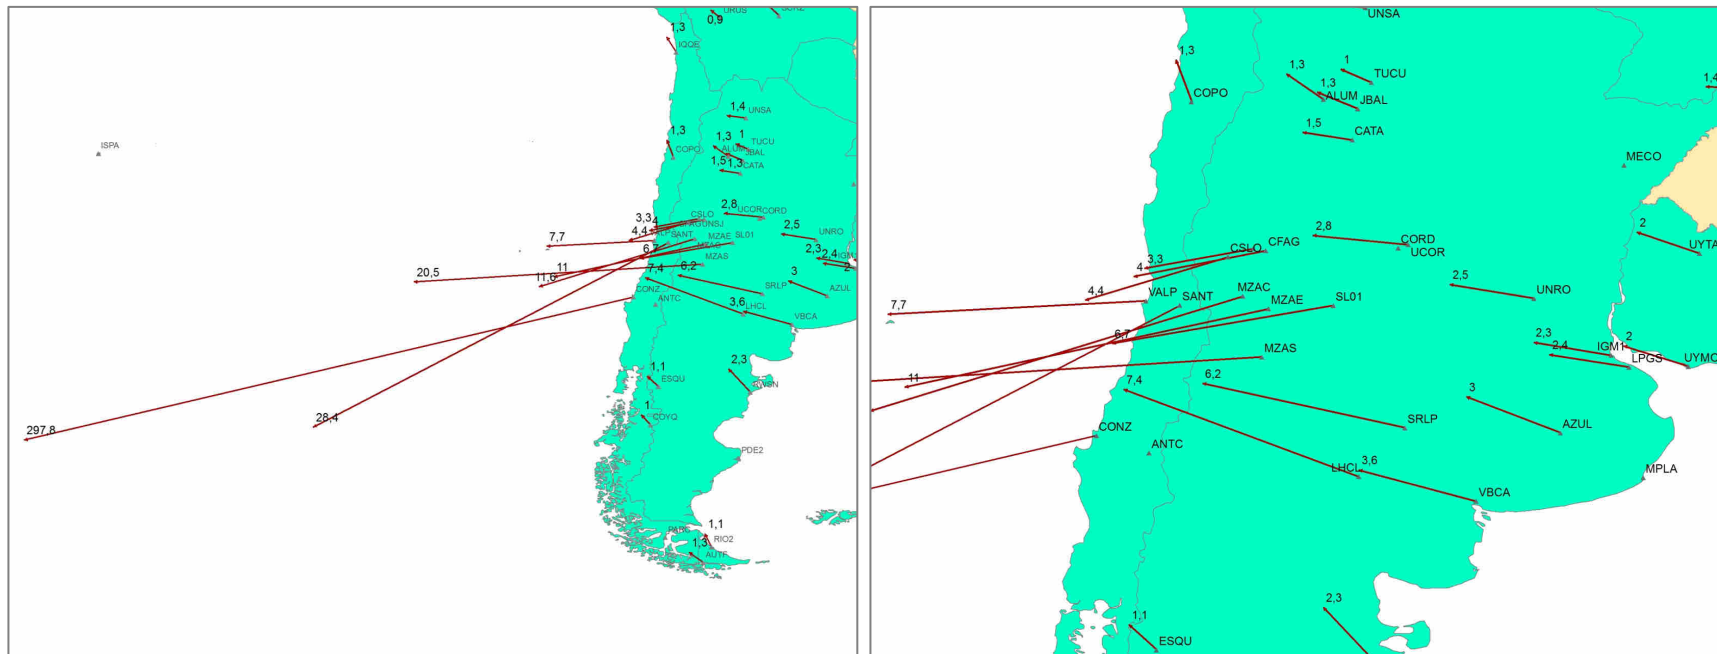 URUS
0,9
1,3
IQQE
1,4
UNSA
ISPA
1,3
COPO
1,3
1
TUCU
ALUM
JBAL
1,5
1,3
CATA
2,8
UCOR
CORD
3,3
4
CSLO
4,4
VALP
SANT
MZAE
SL01
2,5
UNRO
7,7
6,7
MZAS
2,3
2,4
2
20,5
11,6
11
7,4
6,2
3
CONZ
ANTC
SRLP
AZUL
3,6
LHCL
VBCA
1,1
ESQU
2,3
RWSN
1
COYQ
297,8
28,4
PDE2
1,1
RIO2
PARC
1,3
AUTF
UNSA
1,3
COPO
1,3
1
TUCU
1,3
ALUM
JBAL
1,4
1,5
CATA
MECO
2,8
CORD
UCOR
2
UYTA
CSLO
CFAG
3,3
4
4,4
2,5
UNRO
VALP
SANT
MZAC
MZAE
SL01
7,7
6,7
2,3
2,4
IGM1
LPGS
2
UYMO
MZAS
11
7,4
6,2
3
SRLP
AZUL
CONZ
ANTC
LHCL
3,6
VBCA
MPLA
2,3
1,1
ESQU